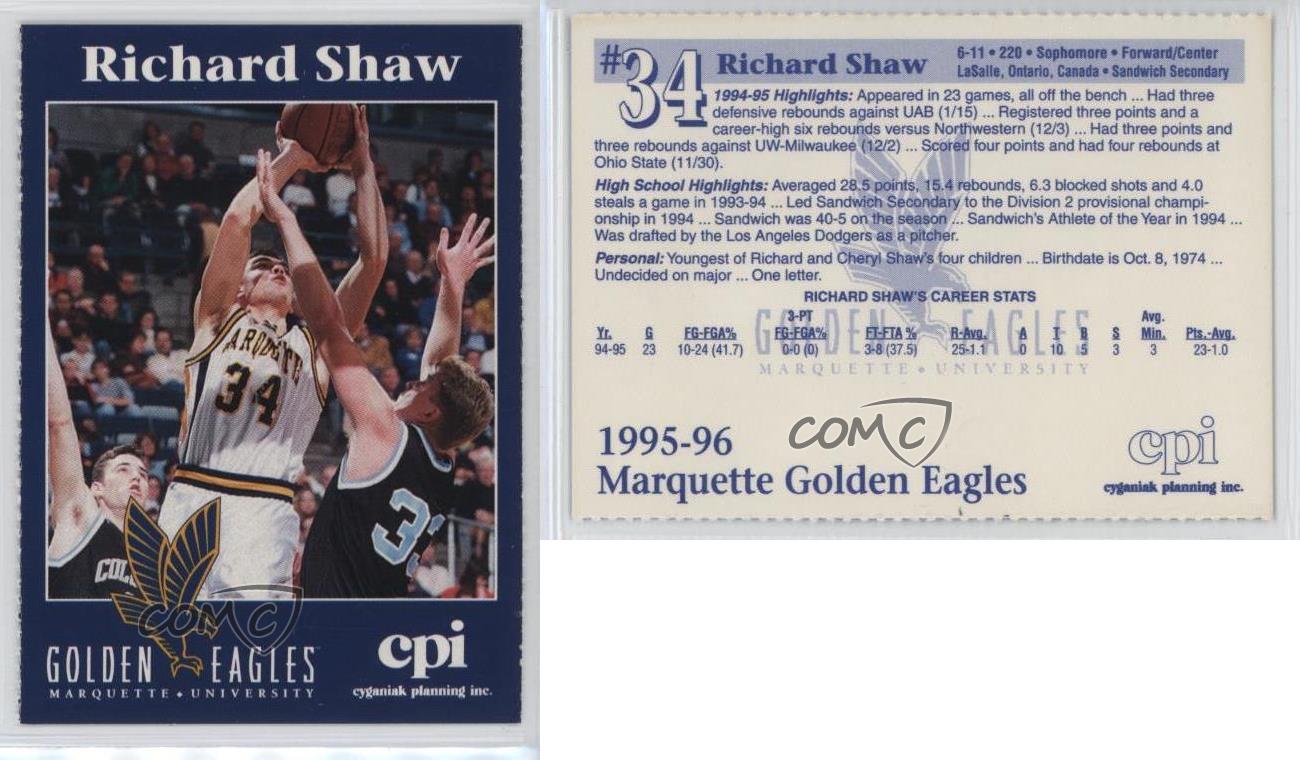 Richard Shaw
ARQUETTE
34
33
COL
GOLDEN EAGLES
MARQUETTE • UNIVERSITY
cpi
cyganiak planning inc.
COMC
#34 Richard Shaw
6-11 • 220 • Sophomore • Forward/Center
LaSalle, Ontario, Canada • Sandwich Secondary
1994-95 Highlights: Appeared in 23 games, all off the bench ... Had three
defensive rebounds against UAB (1/15) ... Registered three points and a
career-high six rebounds versus Northwestern (12/3) ... Had three points and
three rebounds against UW-Milwaukee (12/2) ... Scored four points and had four rebounds at
Ohio State (11/30).
High School Highlights: Averaged 28.5 points, 15.4 rebounds, 6.3 blocked shots and 4.0
steals a game in 1993-94 ... Led Sandwich Secondary to the Division 2 provisional champi-
onship in 1994 ... Sandwich was 40-5 on the season ... Sandwich's Athlete of the Year in 1994 ...
Was drafted by the Los Angeles Dodgers as a pitcher.
Personal: Youngest of Richard and Cheryl Shaw's four children ... Birthdate is Oct. 8, 1974 ...
Undecided on major ... One letter.
RICHARD SHAW'S CAREER STATS
3-PT Avg.
Yr. G FG-FGA% FG-FGA% FT-FTA % R-Avg. A T B S Min. Pts.-Avg.
94-95 23 10-24 (41.7) 0-0 (0) 3-8 (37.5) 25-1.1 0 10 5 3 3 23-1.0
GOLDEN EAGLES
MARQUETTE • UNIVERSITY
COMC
1995-96
Marquette Golden Eagles
cpi
cyganiak planning inc.